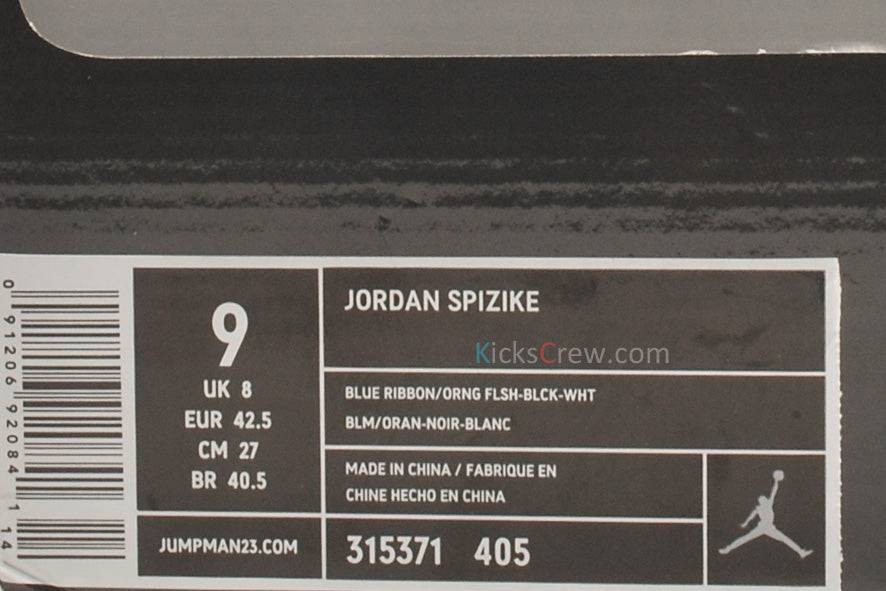 0 91206 92084 1 14
9
UK 8
EUR 42.5
CM 27
BR 40.5
JUMPMAN23.COM
JORDAN SPIZIKE
KicksCrew.com
BLUE RIBBON/ORNG FLSH-BLCK-WHT
BLM/ORAN-NOIR-BLANC
MADE IN CHINA / FABRIQUE EN
CHINE HECHO EN CHINA
315371 405